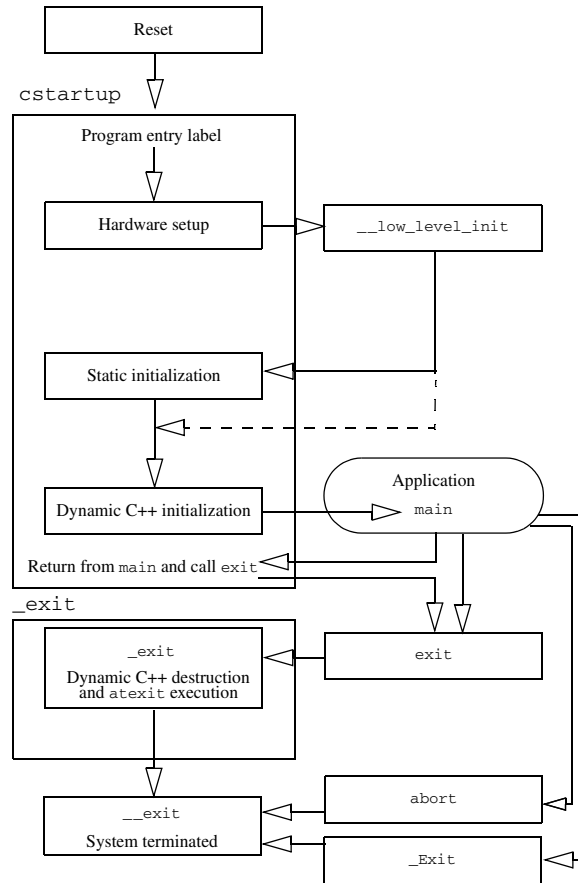 Reset
cstartup
Program entry label
Hardware setup
__low_level_init
Static initialization
Application
main
Dynamic C++ initialization
Return from main and call exit
_exit
_exit
Dynamic C++ destruction
and atexit execution
exit
__exit
System terminated
abort
_Exit